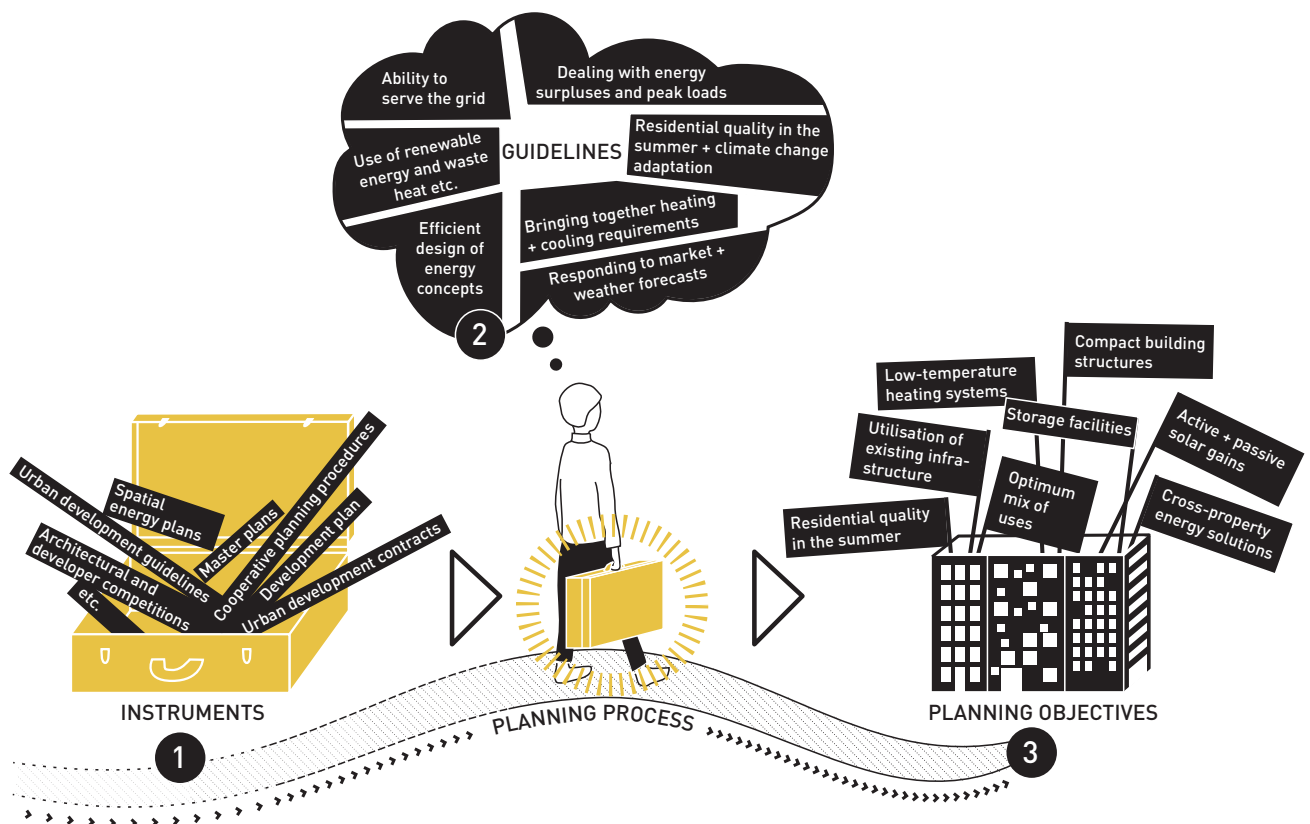 Ability to
serve the grid
Dealing with energy
surpluses and peak loads
Use of renewable
energy and waste
heat etc.
GUIDELINES
Residential quality in the
summer + climate change
adaptation
Efficient
design of
energy
concepts
Bringing together heating
+ cooling requirements
Responding to market +
weather forecasts
2
Urban development guidelines
Spatial
energy plans
Architectural and
developer competitions
etc.
Master plans
Cooperative planning procedures
Development plan
Urban development contracts
INSTRUMENTS
1
PLANNING PROCESS
Compact building
structures
Low-temperature
heating systems
Storage facilities
Active + passive
solar gains
Utilisation of
existing infra-
structure
Optimum
mix of
uses
Cross-property
energy solutions
Residential quality
in the summer
PLANNING OBJECTIVES
3